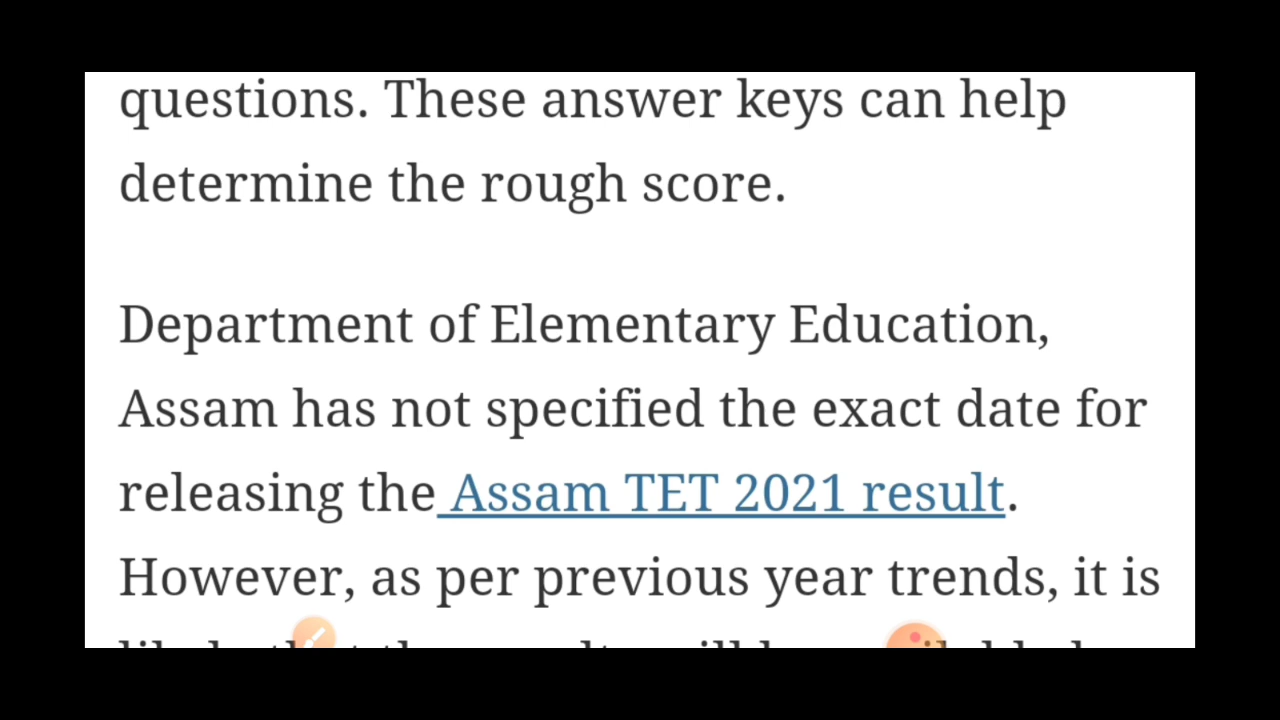 questions. These answer keys can help
determine the rough score.
Department of Elementary Education,
Assam has not specified the exact date for
releasing the Assam TET 2021 result.
However, as per previous year trends, it is